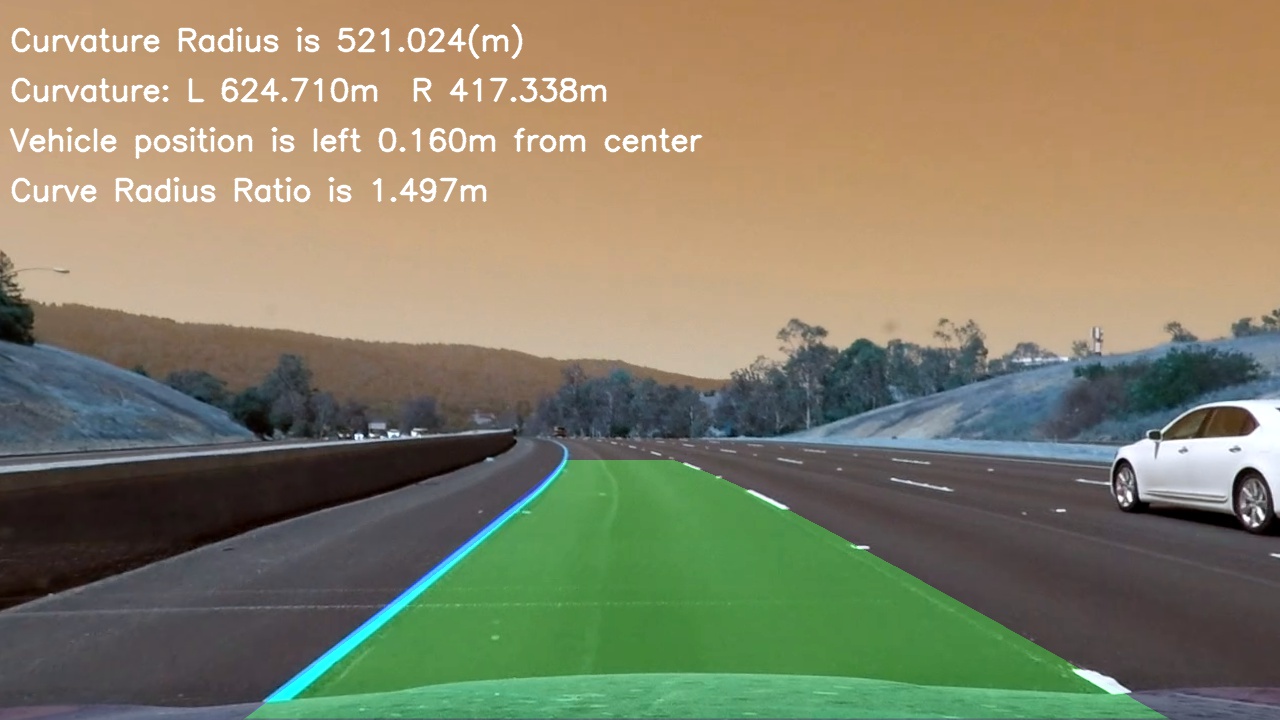 Curvature Radius is 521.024(m)
Curvature: L 624.710m R 417.338m
Vehicle position is left 0.160m from center
Curve Radius Ratio is 1.497m